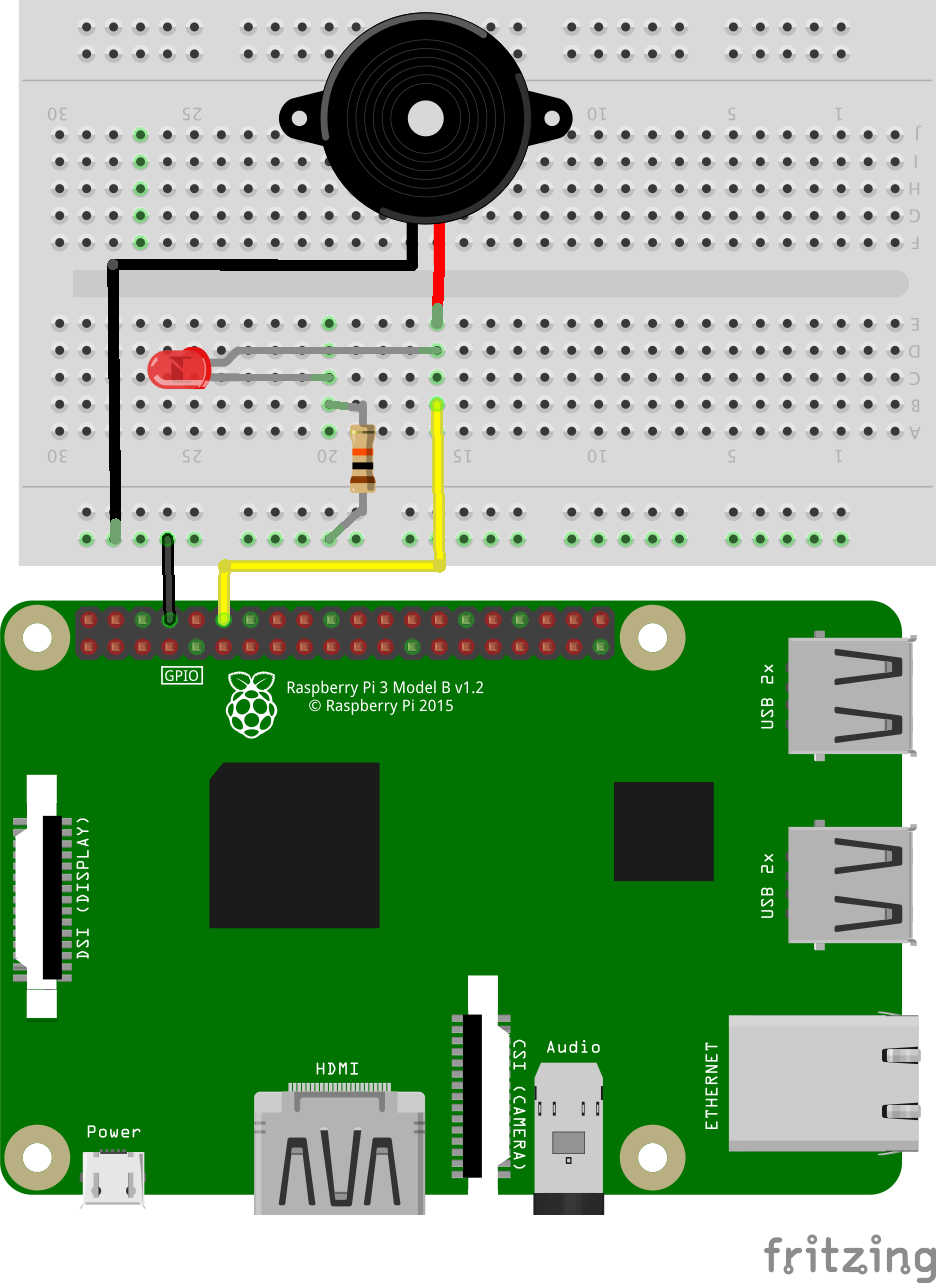 30 25 10 5 1
J
I
H
G
F
E
D
C
B
A
30 25 20 15 10 5 1
GPIO
Raspberry Pi 3 Model B v1.2
© Raspberry Pi 2015
USB 2x
DSI (DISPLAY)
USB 2x
HDMI
CSI (CAMERA)
Audio
ETHERNET
Power
fritzing